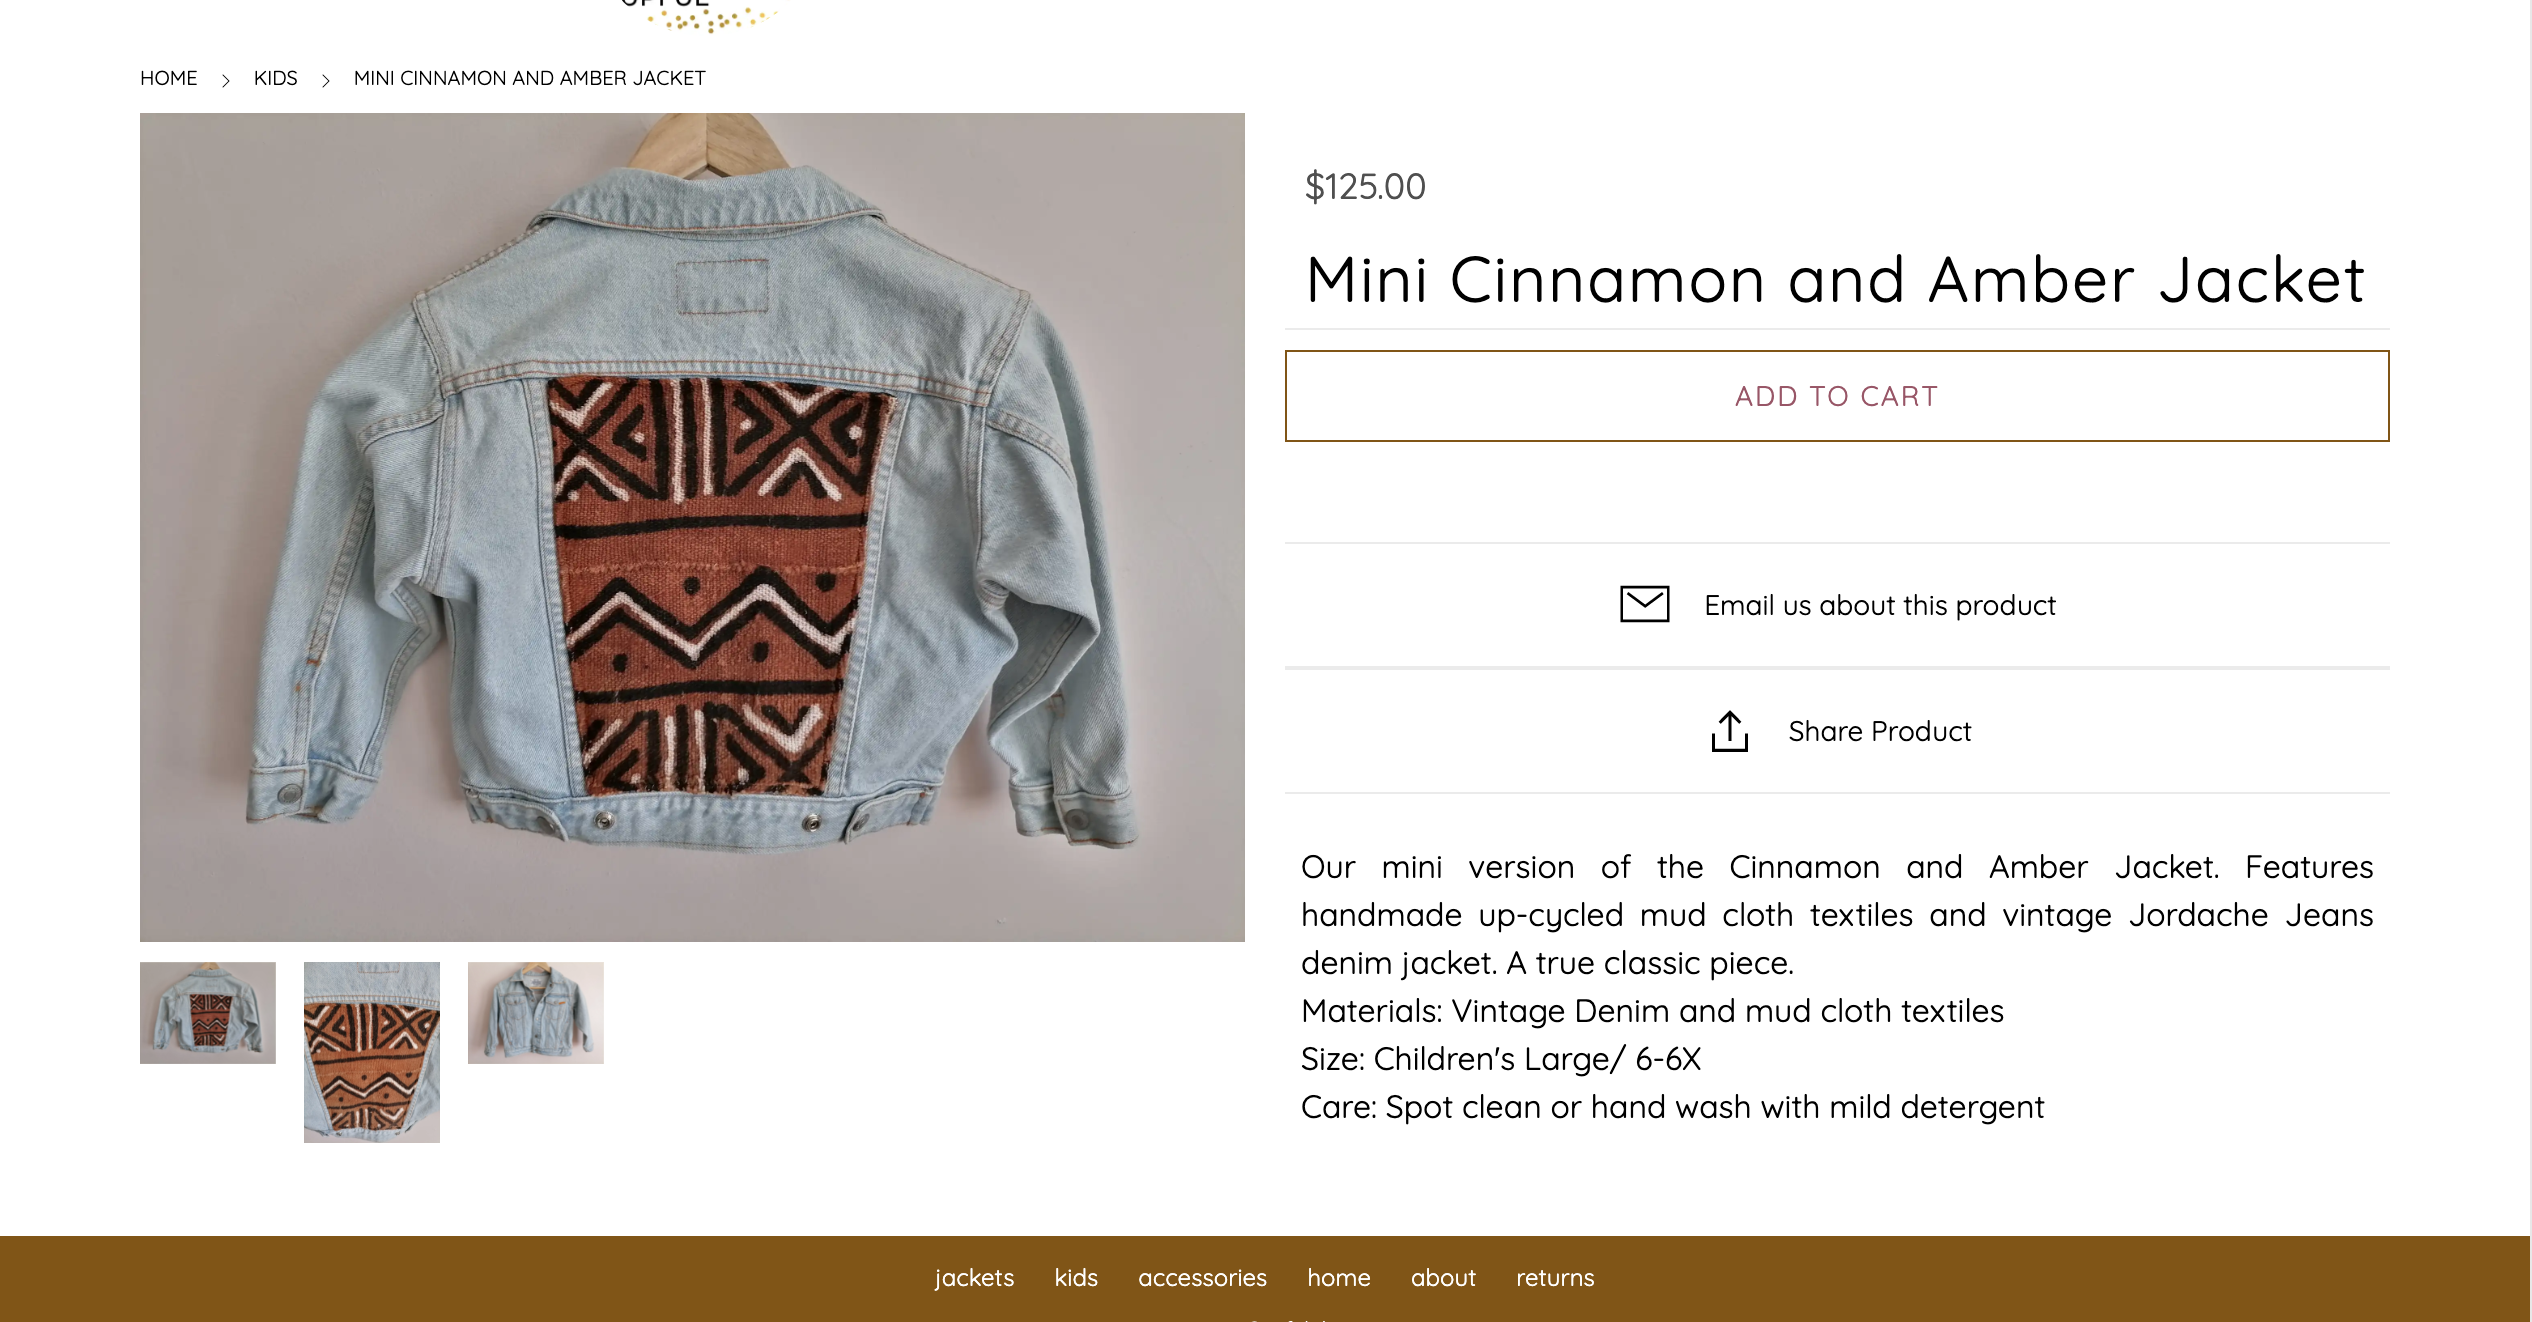 HOME > KIDS > MINI CINNAMON AND AMBER JACKET
$125.00
Mini Cinnamon and Amber Jacket
ADD TO CART
Email us about this product
Share Product
Our mini version of the Cinnamon and Amber Jacket. Features
handmade up-cycled mud cloth textiles and vintage Jordache Jeans
denim jacket. A true classic piece.
Materials: Vintage Denim and mud cloth textiles
Size: Children's Large/ 6-6X
Care: Spot clean or hand wash with mild detergent
jackets kids accessories home about returns